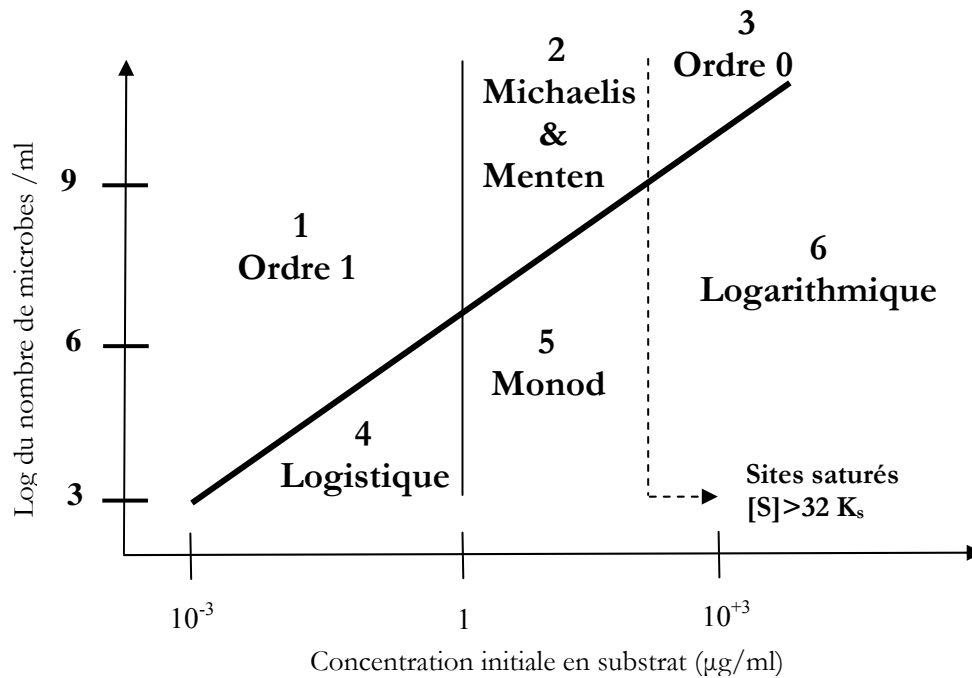 3
Ordre 0
2
Michaelis
&
Menten
1
Ordre 1
6
Logarithmique
5
Monod
4
Logistique
Sites saturés
[S]>32 Ks
Log du nombre de microbes /ml
9
6
3
10-3
1
10+3
Concentration initiale en substrat (µg/ml)